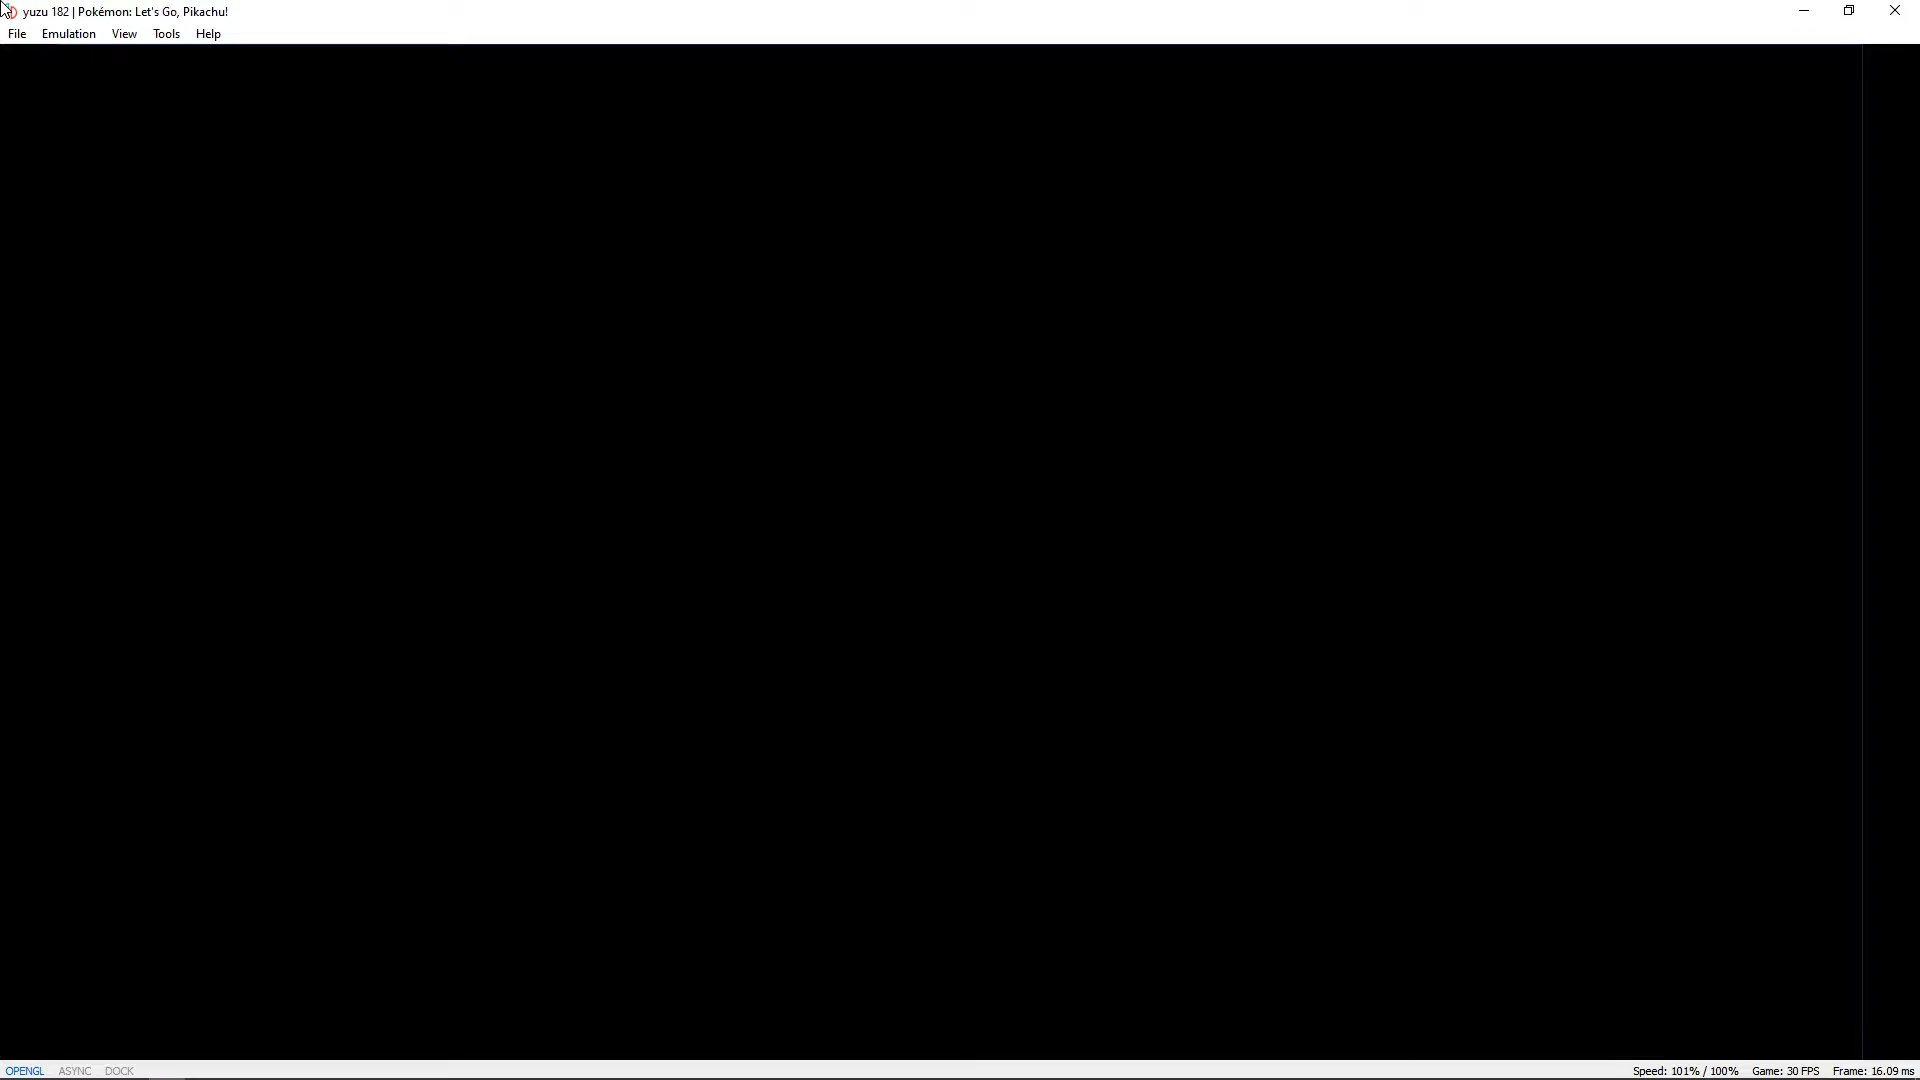 yuzu 182 | Pokémon: Let's Go, Pikachu!
File Emulation View Tools Help
OPENGL ASYNC DOCK Speed: 101% / 100% Game: 30 FPS Frame: 16.09 ms